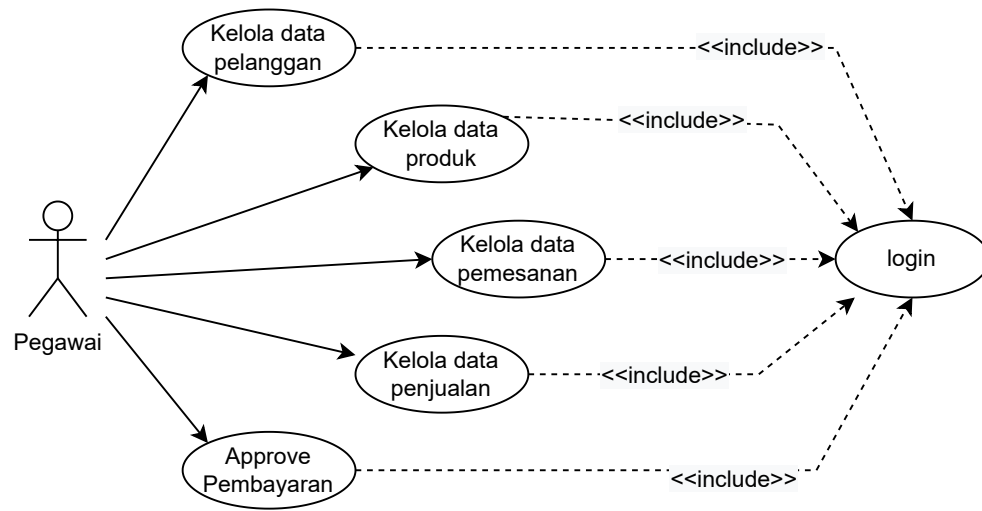 Kelola data
pelanggan
<<include>>
Kelola data
produk
<<include>>
Kelola data
pemesanan
<<include>>
login
Pegawai
Kelola data
penjualan
<<include>>
Approve
Pembayaran
<<include>>